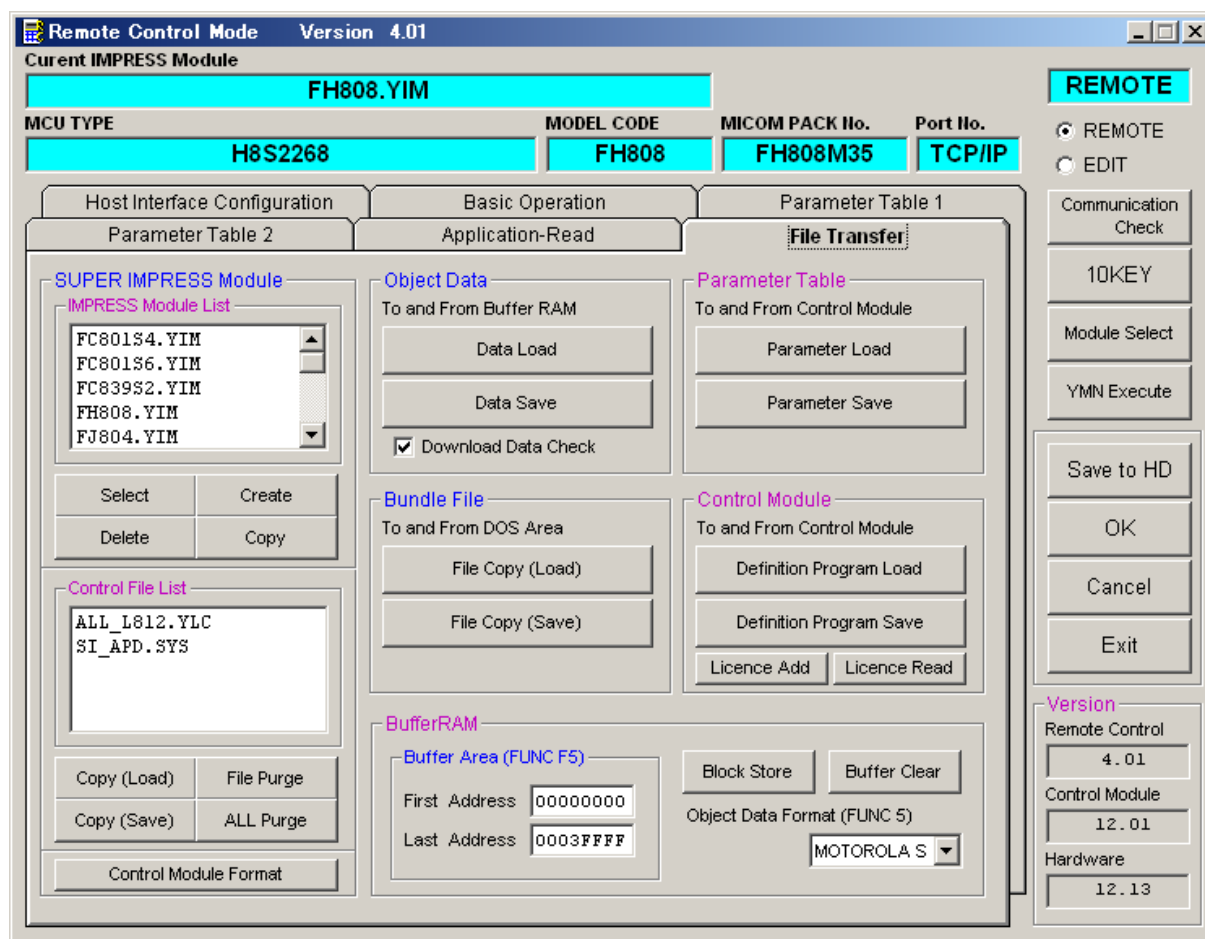 Remote Control Mode Version 4.01
Curent IMPRESS Module
FH808.YIM
MCU TYPE
MODEL CODE
MICOM PACK No.
Port No.
H8S2268
FH808
FH808M35
TCP/IP
REMOTE
REMOTE
EDIT
Host Interface Configuration
Basic Operation
Parameter Table 1
Parameter Table 2
Application-Read
File Transfer
SUPER IMPRESS Module
IMPRESS Module List
FC801S4.YIM
FC801S6.YIM
FC839S2.YIM
FH808.YIM
FJ804.YIM
Select
Create
Delete
Copy
Control File List
ALL_L812.YLC
SI_APD.SYS
Copy (Load)
File Purge
Copy (Save)
ALL Purge
Control Module Format
Object Data
To and From Buffer RAM
Data Load
Data Save
Download Data Check
Bundle File
To and From DOS Area
File Copy (Load)
File Copy (Save)
Parameter Table
To and From Control Module
Parameter Load
Parameter Save
Control Module
To and From Control Module
Definition Program Load
Definition Program Save
Licence Add
Licence Read
BufferRAM
Buffer Area (FUNC F5)
First Address 00000000
Last Address 0003FFFF
Block Store
Buffer Clear
Object Data Format (FUNC 5)
MOTOROLA S
Communication
Check
10KEY
Module Select
YMN Execute
Save to HD
OK
Cancel
Exit
Version
Remote Control
4.01
Control Module
12.01
Hardware
12.13